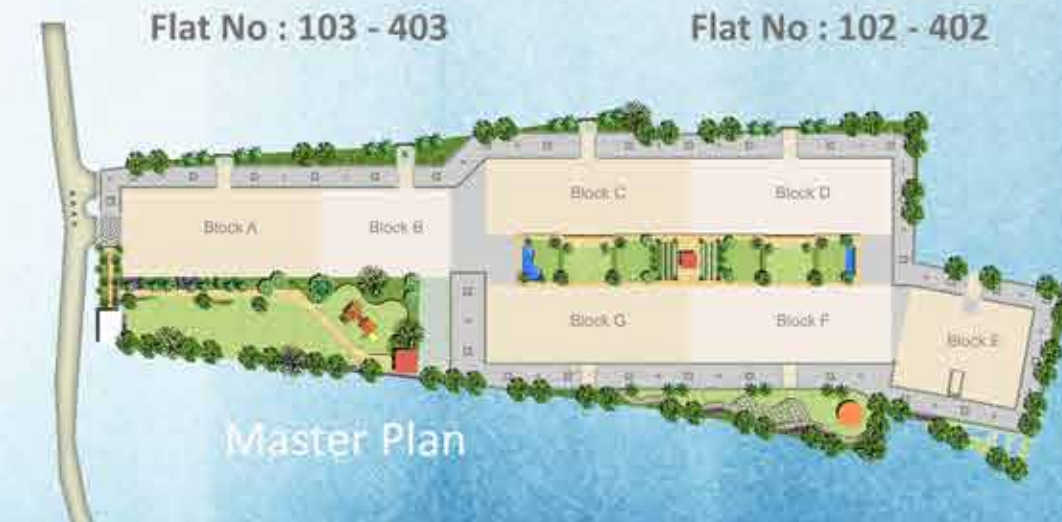 Flat No : 103 - 403
Flat No : 102 - 402
Block C
Block D
Block A
Block B
Block G
Block F
Block E
Master Plan